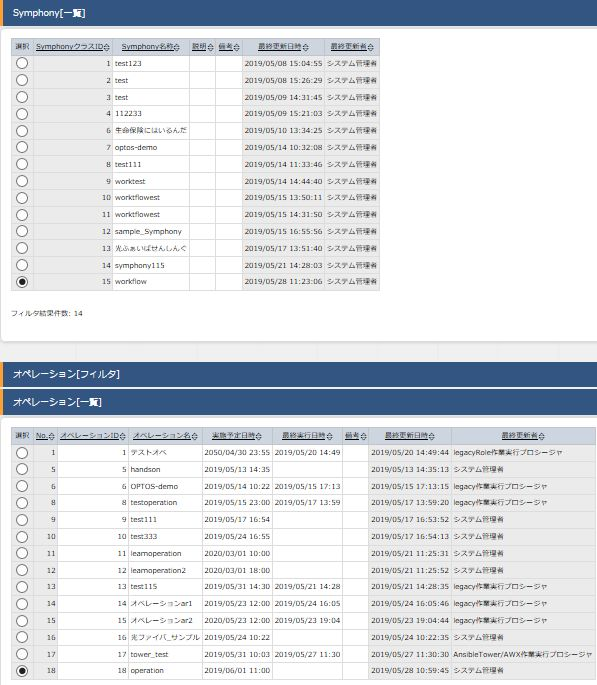 Symphony[一覧]
選択 SymphonyクラスID Symphony名称 説明 備考 最終更新日時 最終更新者
1 test123 2019/05/08 15:04:55 システム管理者
2 test 2019/05/08 15:26:29 システム管理者
3 test 2019/05/09 14:31:45 システム管理者
4 112233 2019/05/09 15:21:03 システム管理者
6 生命保険にはいるんだ 2019/05/10 13:34:25 システム管理者
7 optos-demo 2019/05/14 10:32:08 システム管理者
8 test111 2019/05/14 11:33:46 システム管理者
9 worktest 2019/05/14 14:44:40 システム管理者
10 worktflowest 2019/05/15 13:50:11 システム管理者
11 workflowest 2019/05/15 14:31:50 システム管理者
12 sample_Symphony 2019/05/15 16:55:56 システム管理者
13 光ふぁいばせんしんぐ 2019/05/17 13:51:40 システム管理者
14 symphony115 2019/05/21 14:28:03 システム管理者
15 workflow 2019/05/28 11:23:06 システム管理者
フィルタ結果件数: 14
オペレーション[フィルタ]
オペレーション[一覧]
選択 No. オペレーションID オペレーション名 実施予定日時 最終実行日時 備考 最終更新日時 最終更新者
1 1 テストオペ 2050/04/30 23:55 2019/05/20 14:49 2019/05/20 14:49:44 legacyRole作業実行プロシージャ
5 5 handson 2019/05/13 14:35 2019/05/13 14:35:13 システム管理者
6 6 OPTOS-demo 2019/05/14 10:22 2019/05/15 17:13 2019/05/15 17:13:15 legacy作業実行プロシージャ
8 8 testoperation 2019/05/15 23:00 2019/05/17 13:59 2019/05/17 13:59:20 legacy作業実行プロシージャ
9 9 test111 2019/05/17 16:54 2019/05/17 16:53:52 システム管理者
10 10 test333 2019/05/24 16:55 2019/05/17 16:54:13 システム管理者
11 11 learnoperation 2020/03/01 10:00 2019/05/21 11:25:31 システム管理者
12 12 learnoperation2 2020/03/01 18:00 2019/05/21 11:25:52 システム管理者
13 13 test115 2019/05/31 14:30 2019/05/21 14:28 2019/05/21 14:28:35 legacy作業実行プロシージャ
14 14 オペレーションar1 2020/05/23 12:00 2019/05/24 16:05 2019/05/24 16:05:46 legacy作業実行プロシージャ
15 15 オペレーションar2 2020/05/23 12:00 2019/05/23 19:04 2019/05/23 19:04:44 legacy作業実行プロシージャ
16 16 光ファイバ_サンプル 2019/05/24 10:22 2019/05/24 10:22:35 システム管理者
17 17 tower_test 2019/05/31 10:03 2019/05/27 11:30 2019/05/27 11:30:30 AnsibleTower/AWX作業実行プロシージャ
18 18 operation 2019/06/01 11:00 2019/05/28 10:59:45 システム管理者